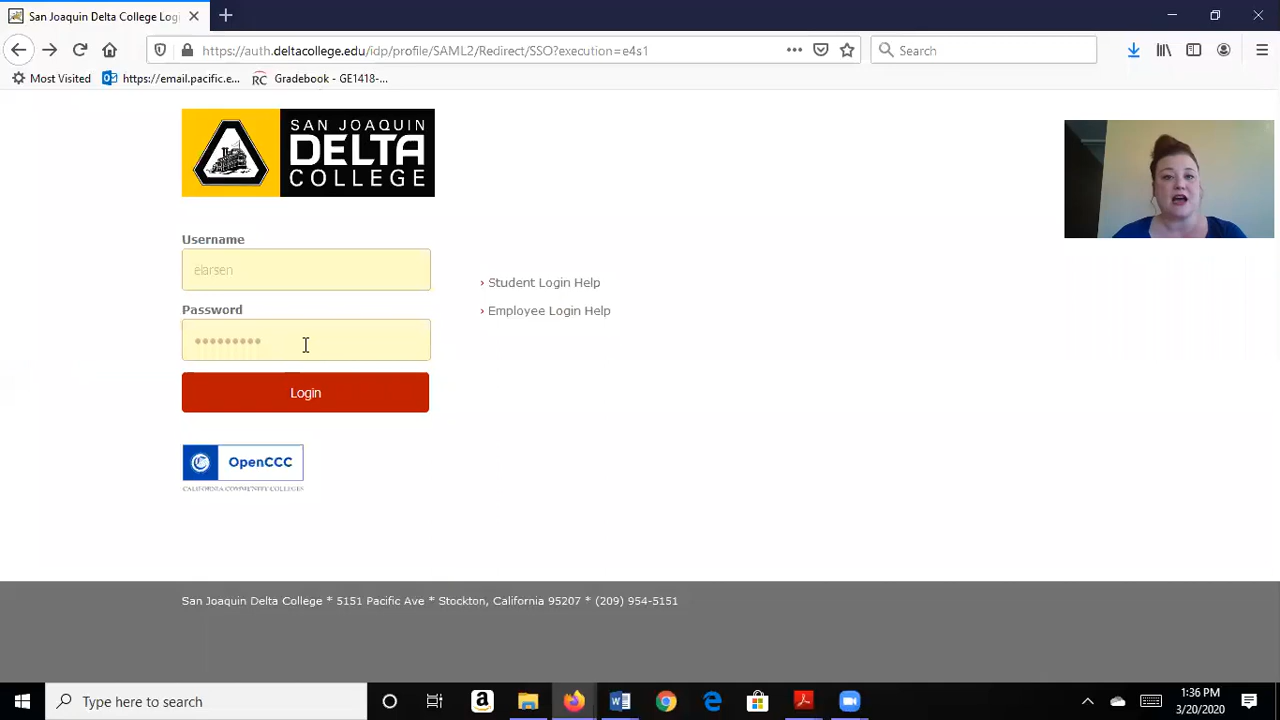 San Joaquin Delta College Logi
https://auth.deltacollege.edu/idp/profile/SAML2/Redirect/SSO?execution=e4s1
Search
Most Visited
https://email.pacific.e...
Gradebook - GE1418-...
SAN JOAQUIN
DELTA
COLLEGE
Username
elarsen
Student Login Help
Password
Employee Login Help
Login
OpenCCC
CALIFORNIA COMMUNITY COLLEGES
San Joaquin Delta College * 5151 Pacific Ave * Stockton, California 95207 * (209) 954-5151
Type here to search
1:36 PM
3/20/2020